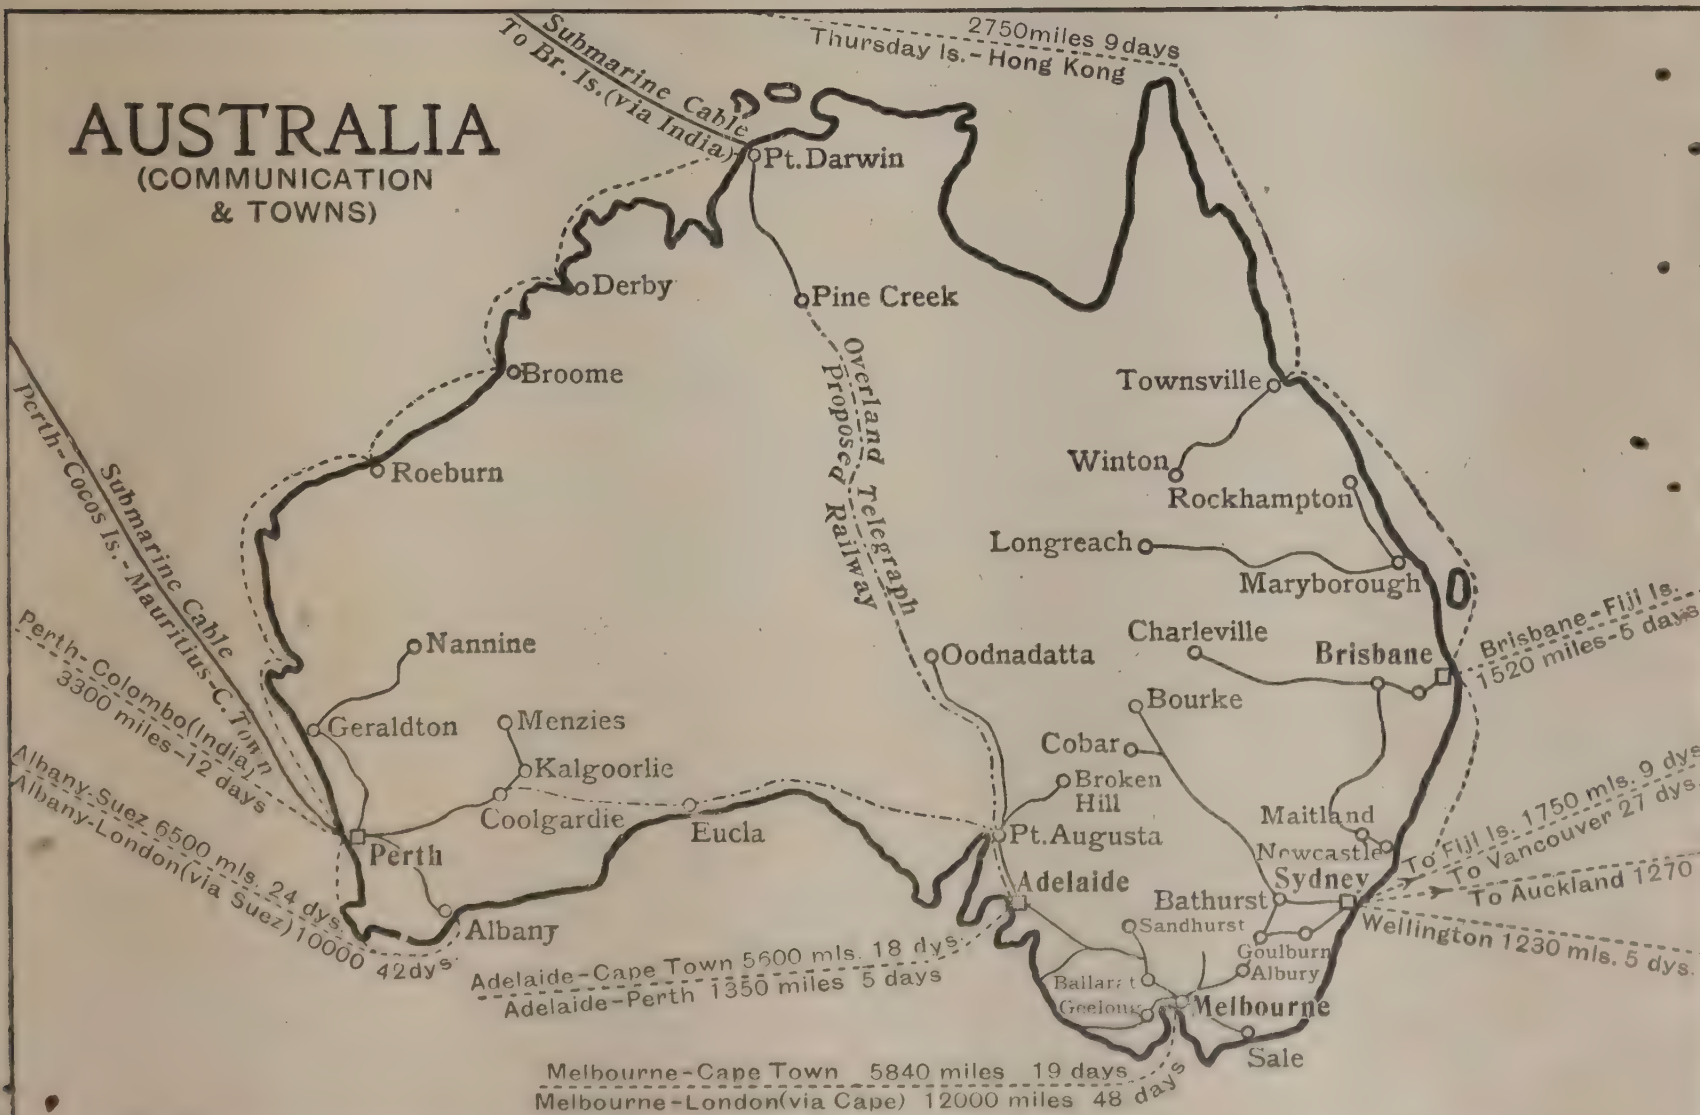 AUSTRALIA
(COMMUNICATION
& TOWNS)
Submarine Cable
To Br. Is. (via India)
2750miles 9days
Thursday Is.-Hong Kong
Pt. Darwin
Derby
Pine Creek
Broome
Overland Telegraph
Proposed Railway
Townsville
Roeburn
Winton
Rockhampton
Longreach
Maryborough
Submarine Cable
Perth-Cocos Is.-Mauritius-C. Town
Nannine
Oodnadatta
Charleville
Brisbane
Brisbane-Fiji Is.
1520 miles-5 days
Perth-Colombo(India)
3300 miles-12 days
Geraldton
Menzies
Bourke
Cobar
Kalgoorlie
Broken
Hill
Coolgardie
Eucla
Pt. Augusta
Maitland
Newcastle
Albany-Suez 6500 mls. 24 dys.
Albany-London(via Suez)10000 42dys.
Perth
Adelaide
Sydney
Bathurst
To Fiji Is. 1750 mls. 9 dys
To Vancouver 27 dys.
To Auckland 1270
Wellington 1230 mls. 5 dys.
Albany
Sandhurst
Goulburn
Albury
Adelaide-Cape Town 5600 mls. 18 dys.
Adelaide-Perth 1350 miles 5 days
Ballarat
Geelong
Melbourne
Sale
Melbourne-Cape Town 5840 miles 19 days
Melbourne-London(via Cape) 12000 miles 48 days